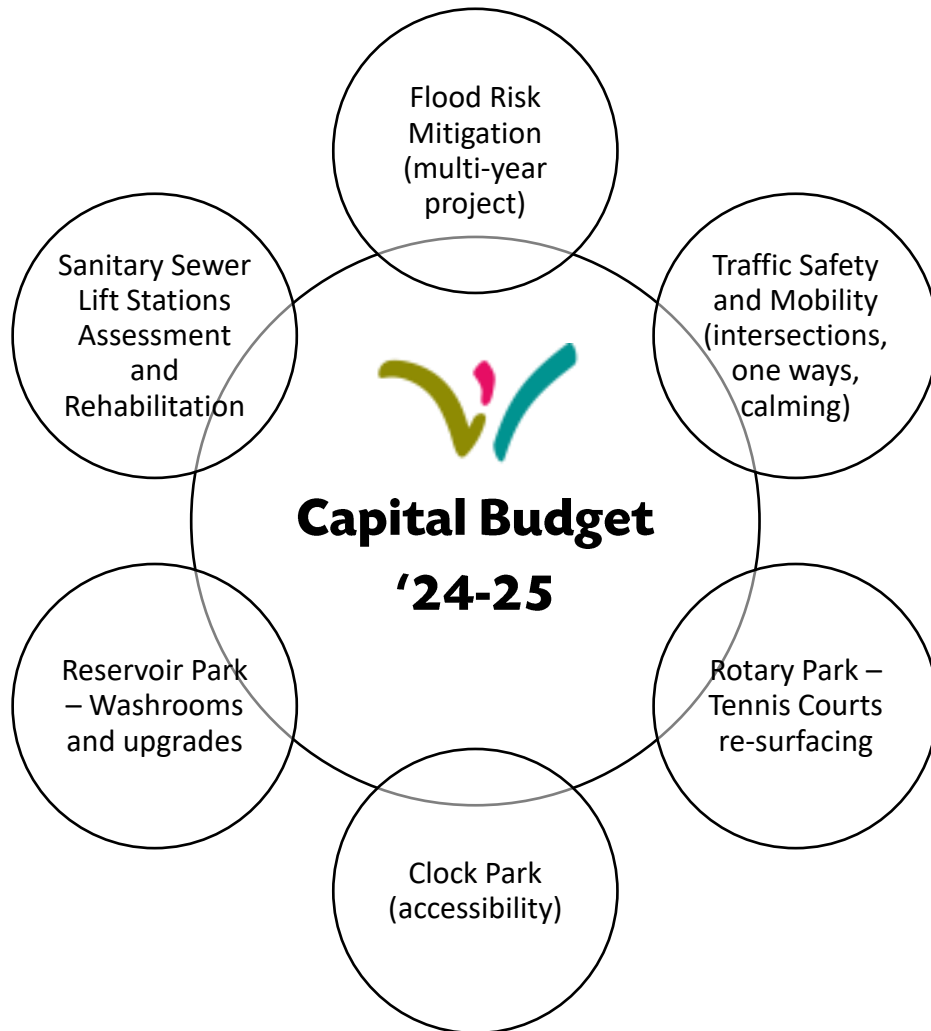 Flood Risk
Mitigation
(multi-year
project)
Traffic Safety
and Mobility
(intersections,
one ways,
calming)
Rotary Park –
Tennis Courts
re-surfacing
Clock Park
(accessibility)
Reservoir Park
– Washrooms
and upgrades
Sanitary Sewer
Lift Stations
Assessment
and
Rehabilitation
Capital Budget
‘24-25